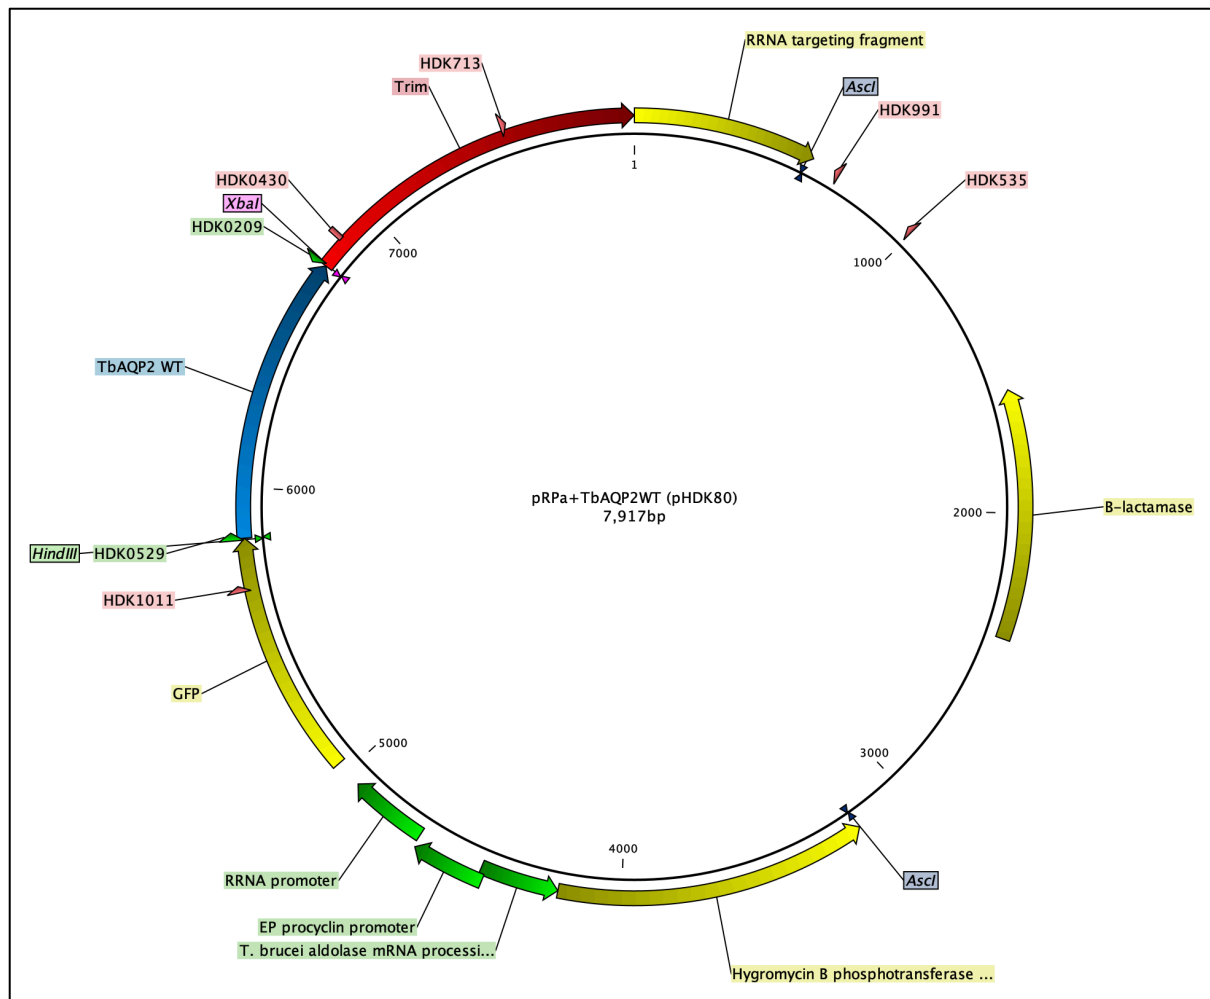 RRNA targeting fragment
HDK713
AscI
Trim
HDK991
1
HDK0430
HDK535
XbaI
HDK0209
7000
1000
TbAQP2 WT
6000
pRPa+TbAQP2WT (pHDK80)
7,917bp
2000
B-lactamase
HindIII
HDK0529
HDK1011
GFP
5000
3000
4000
RRNA promoter
AscI
EP procyclin promoter
T. brucei aldolase mRNA processi...
Hygromycin B phosphotransferase ...